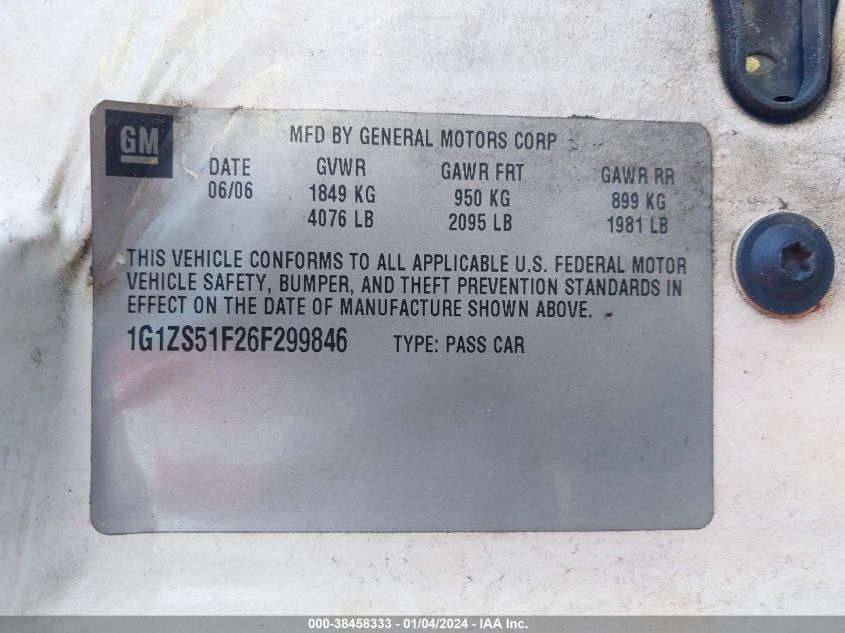 GM
MFD BY GENERAL MOTORS CORP
DATE GVWR GAWR FRT GAWR RR
06/06 1849 KG 950 KG 899 KG
4076 LB 2095 LB 1981 LB
THIS VEHICLE CONFORMS TO ALL APPLICABLE U.S. FEDERAL MOTOR
VEHICLE SAFETY, BUMPER, AND THEFT PREVENTION STANDARDS IN
EFFECT ON THE DATE OF MANUFACTURE SHOWN ABOVE.
1G1ZS51F26F299846 TYPE: PASS CAR
000-38458333 - 01/04/2024 - IAA Inc.